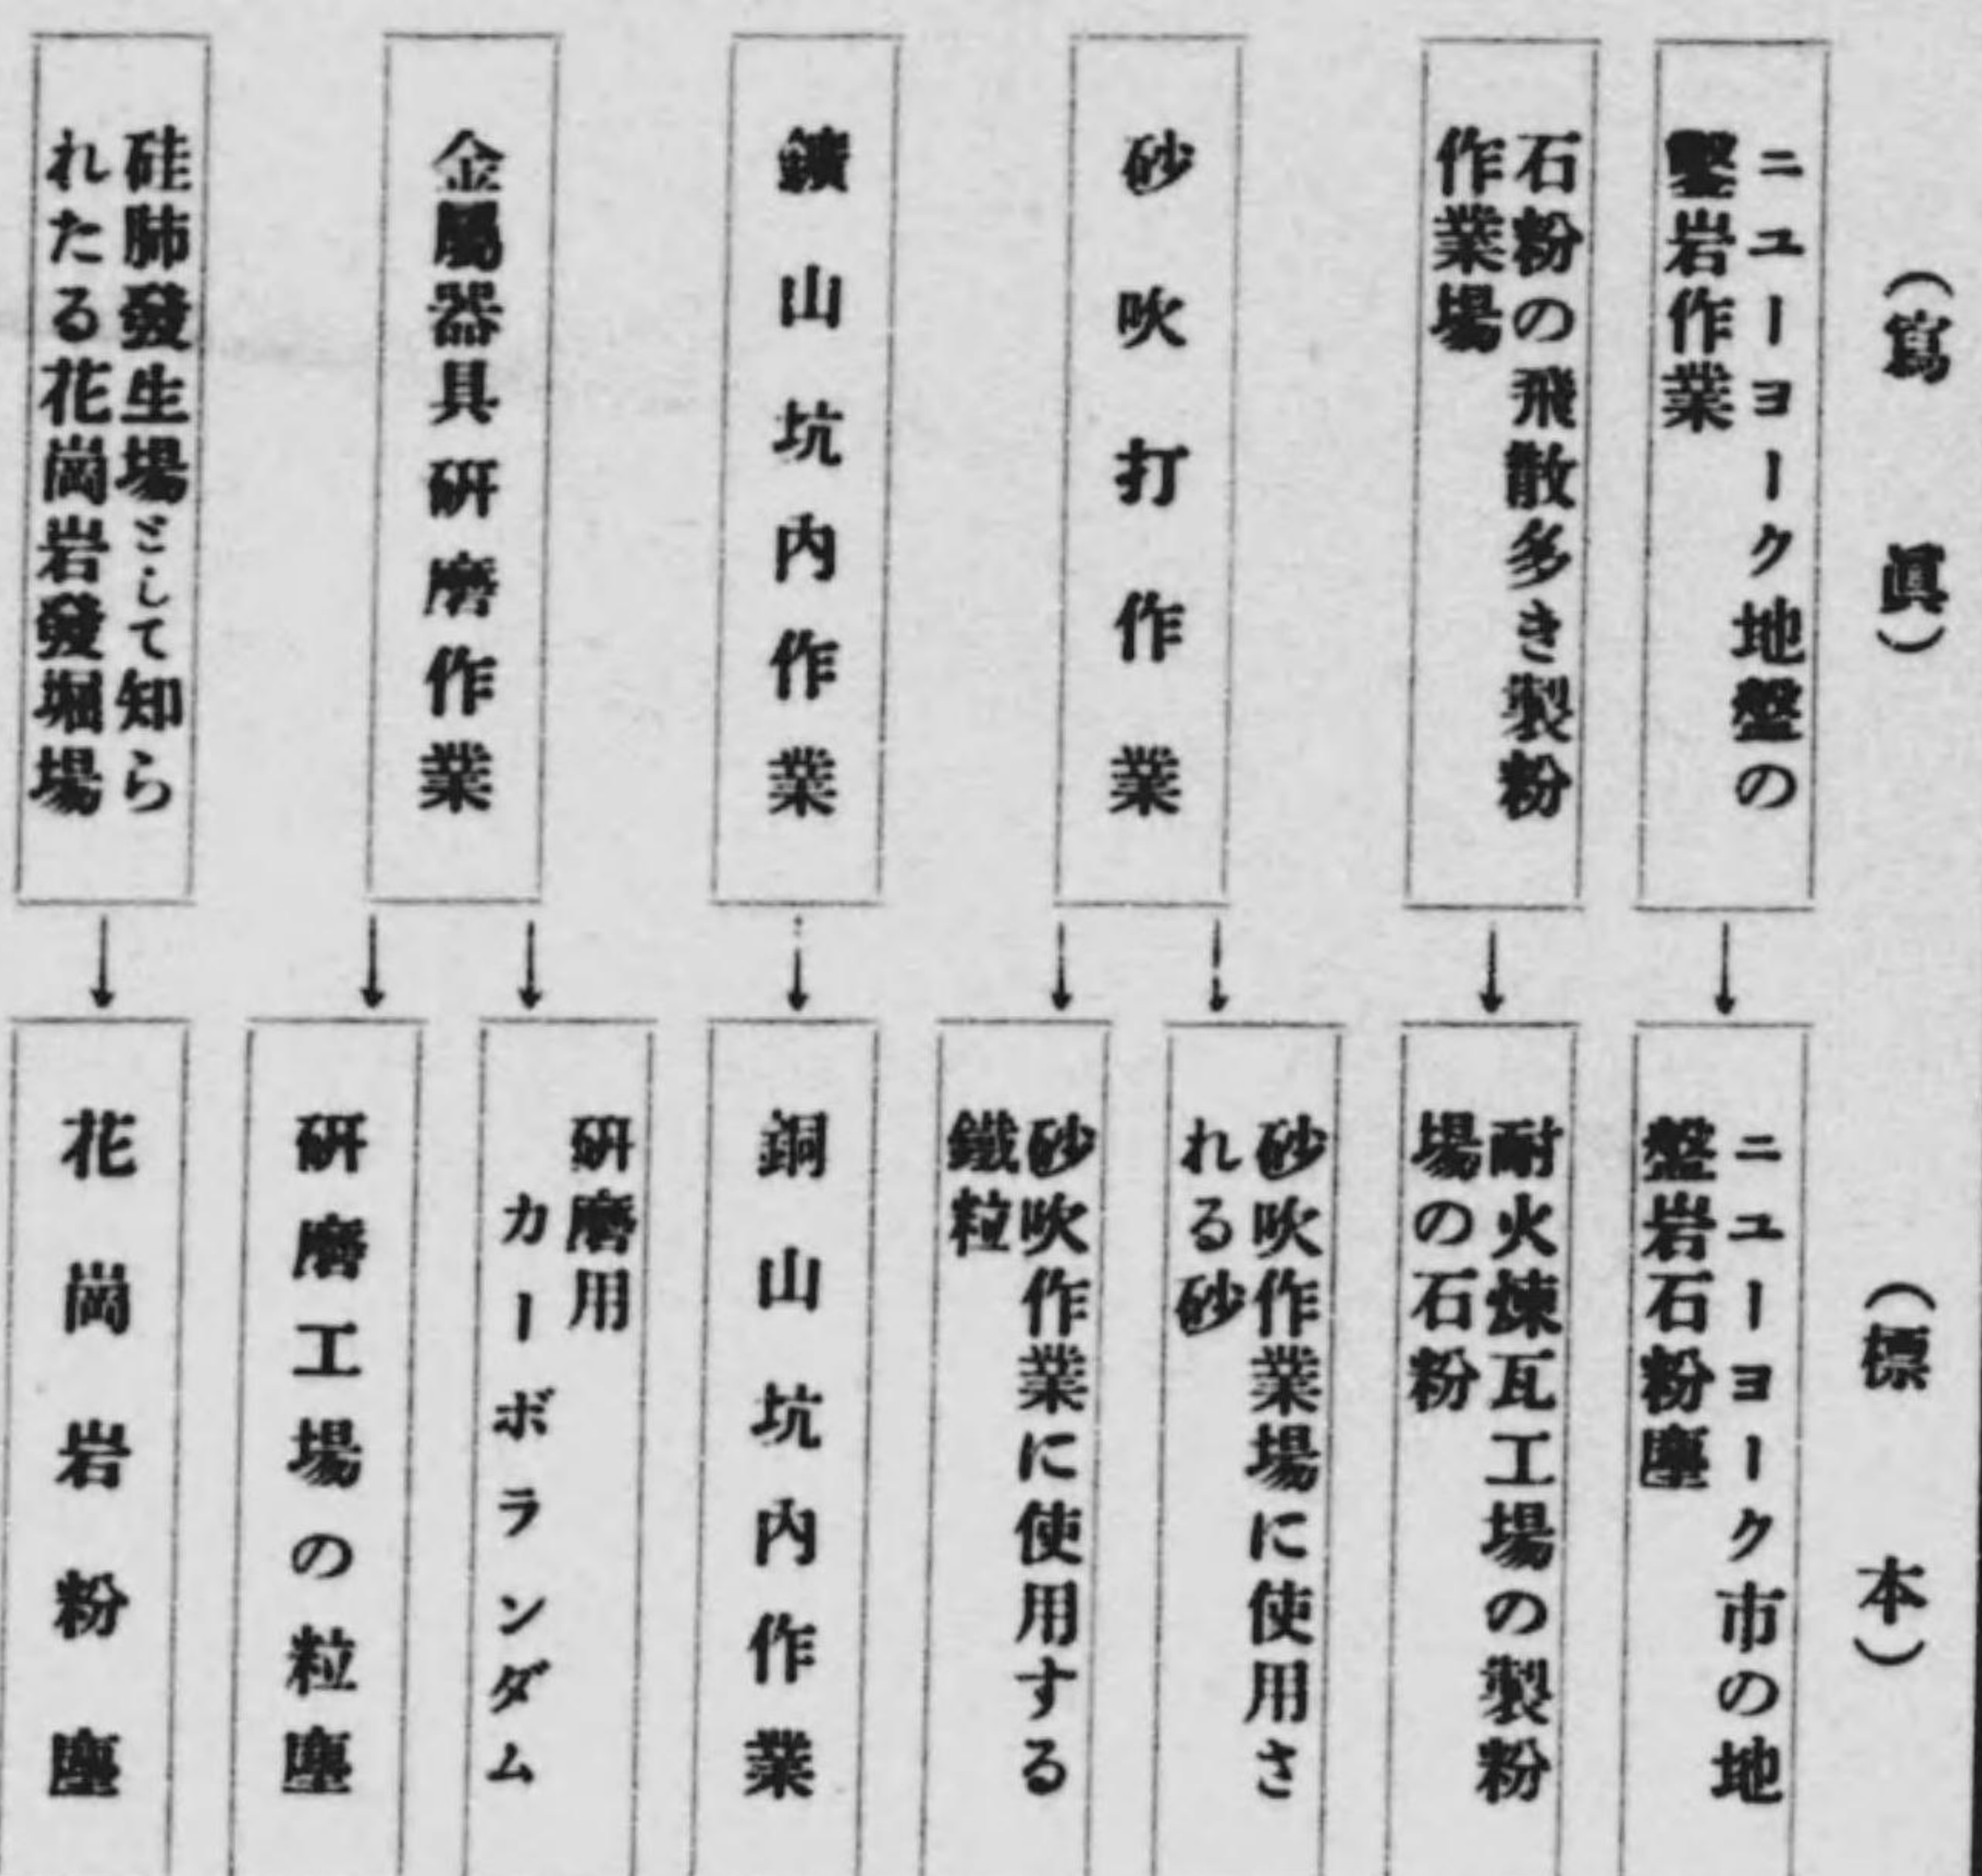 (寫眞)
ニユーヨーク地盤の
鑿岩作業
石粉の飛散多き製粉
作業場
砂吹打作業
鑛山坑内作業
金屬器具硏磨作業
硅肺發生場として知ら
れたる花崗岩發堀場
(標本)
ニユーヨーク市の地
盤岩石粉塵
耐火煉瓦工場の製粉
場の石粉
砂吹作業場に使用さ
れる砂
砂吹作業に使用する
鐵粒
銅山坑内作業
硏磨用
カーボランダム
硏磨工場の粒塵
花崗岩粉塵